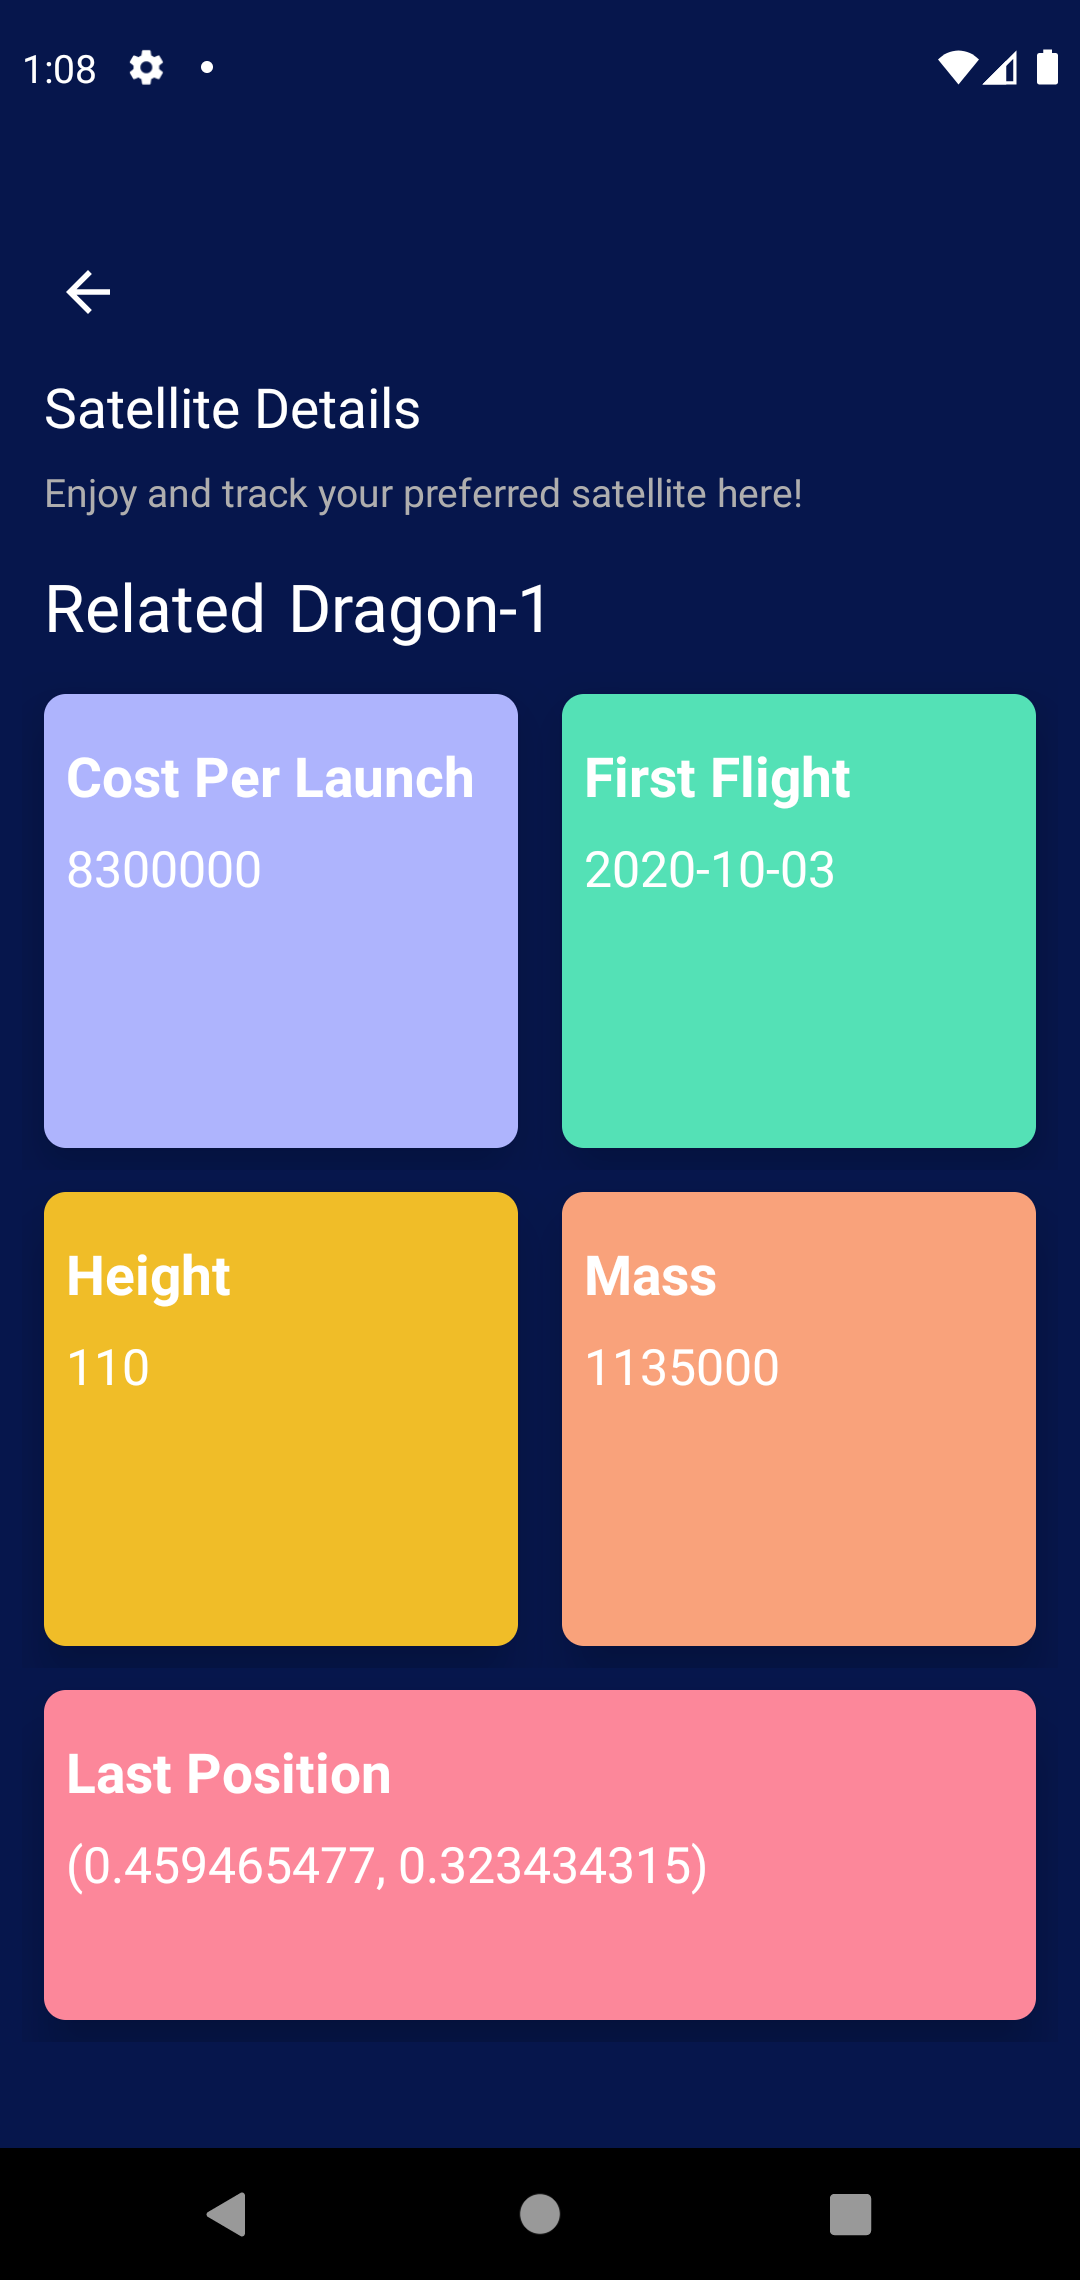 1:08
Satellite Details
Enjoy and track your preferred satellite here!
Related Dragon-1
Cost Per Launch
8300000
First Flight
2020-10-03
Height
110
Mass
1135000
Last Position
(0.459465477, 0.323434315)